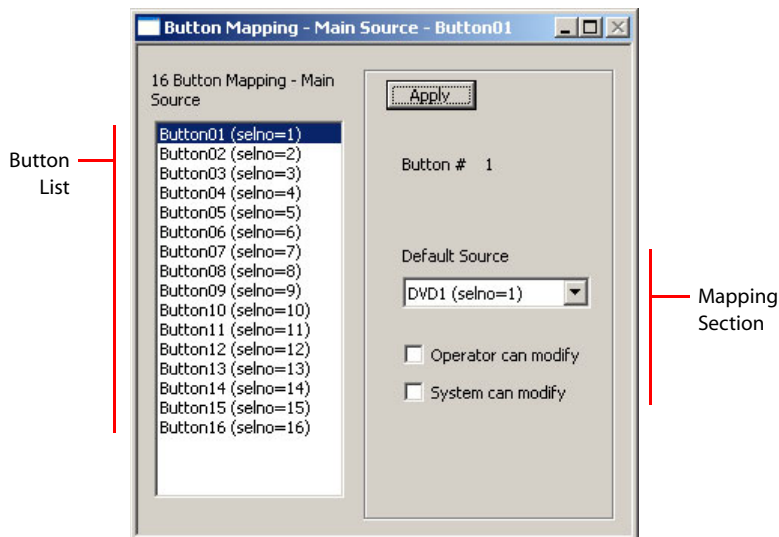 Button Mapping - Main Source - Button01
16 Button Mapping - Main
Source
Button01 (selno=1)
Button02 (selno=2)
Button03 (selno=3)
Button04 (selno=4)
Button05 (selno=5)
Button06 (selno=6)
Button07 (selno=7)
Button08 (selno=8)
Button09 (selno=9)
Button10 (selno=10)
Button11 (selno=11)
Button12 (selno=12)
Button13 (selno=13)
Button14 (selno=14)
Button15 (selno=15)
Button16 (selno=16)
Button
List
Apply
Button # 1
Default Source
DVD1 (selno=1)
Operator can modify
System can modify
Mapping
Section